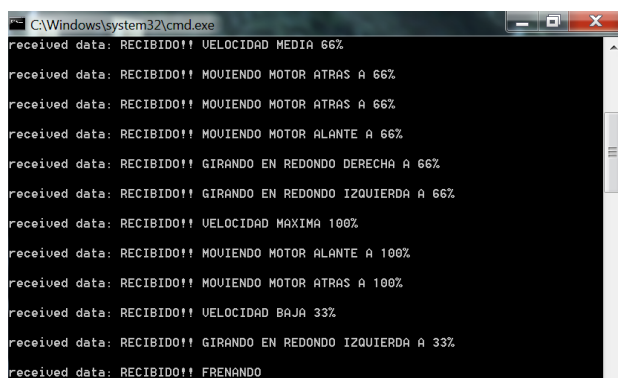 C:\Windows\system32\cmd.exe
received data: RECIBIDO!! VELOCIDAD MEDIA 66%
received data: RECIBIDO!! MOVIENDO MOTOR ATRAS A 66%
received data: RECIBIDO!! MOVIENDO MOTOR ATRAS A 66%
received data: RECIBIDO!! MOVIENDO MOTOR ALANTE A 66%
received data: RECIBIDO!! GIRANDO EN REDONDO DERECHA A 66%
received data: RECIBIDO!! GIRANDO EN REDONDO IZQUIERDA A 66%
received data: RECIBIDO!! VELOCIDAD MAXIMA 100%
received data: RECIBIDO!! MOVIENDO MOTOR ALANTE A 100%
received data: RECIBIDO!! MOVIENDO MOTOR ATRAS A 100%
received data: RECIBIDO!! VELOCIDAD BAJA 33%
received data: RECIBIDO!! GIRANDO EN REDONDO IZQUIERDA A 33%
received data: RECIBIDO!! FRENANDO